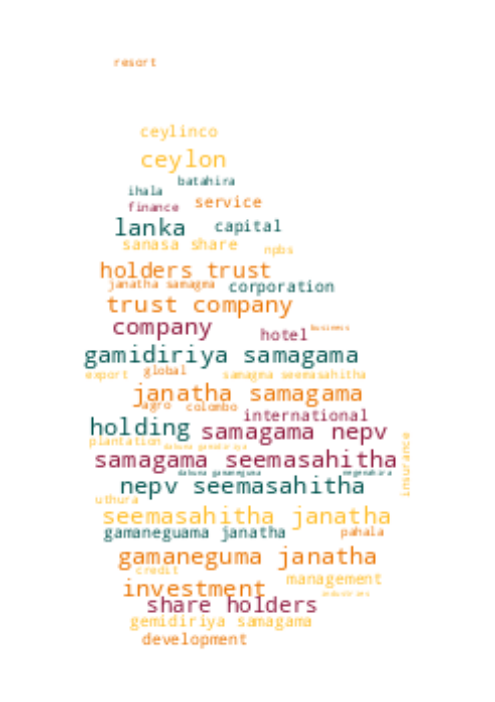 resort
ceylinco
ceylon
batahira
ihala
service
finance
lanka
capital
sanasa share
npbs
holders trust
janatha samagma
corporation
trust company
company
business
hotel
gamidiriya samagama
global
export
samagma seemasahitha
janatha samagama
agro
colombo
international
holding
samagama nepv
plantation
insurance
samagama seemasahitha
dakuna gamaneguma
nepv seemasahitha
uthura
seemasahitha janatha
gamaneguama janatha
pahala
gamaneguma janatha
credit
management
investment
share holders
gemidiriya samagama
development